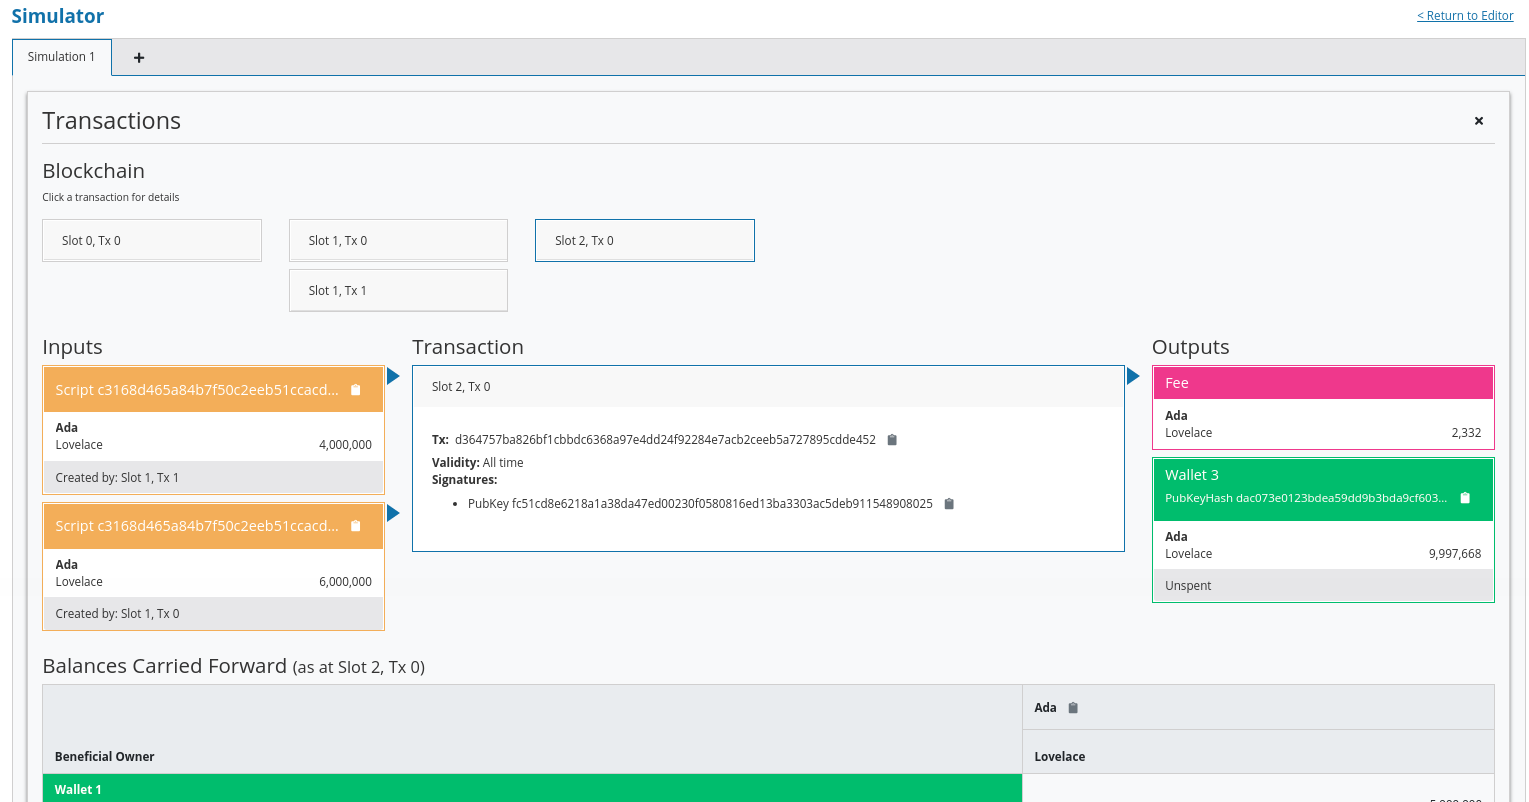 Simulator
< Return to Editor
Simulation 1
+
Transactions
×
Blockchain
Click a transaction for details
Slot 0, Tx 0
Slot 1, Tx 0
Slot 2, Tx 0
Slot 1, Tx 1
Inputs
Script c3168d465a84b7f50c2eeb51ccacd...
Ada
Lovelace 4,000,000
Created by: Slot 1, Tx 1
Script c3168d465a84b7f50c2eeb51ccacd...
Ada
Lovelace 6,000,000
Created by: Slot 1, Tx 0
Transaction
Slot 2, Tx 0
Tx: d364757ba826bf1cbbdc6368a97e4dd24f92284e7acb2ceeb5a727895cdde452
Validity: All time
Signatures:
• PubKey fc51cd8e6218a1a38da47ed00230f0580816ed13ba3303ac5deb911548908025
Outputs
Fee
Ada
Lovelace 2,332
Wallet 3
PubKeyHash dac073e0123bdea59dd9b3bda9cf603...
Ada
Lovelace 9,997,668
Unspent
Balances Carried Forward (as at Slot 2, Tx 0)
Ada
Beneficial Owner
Lovelace
Wallet 1